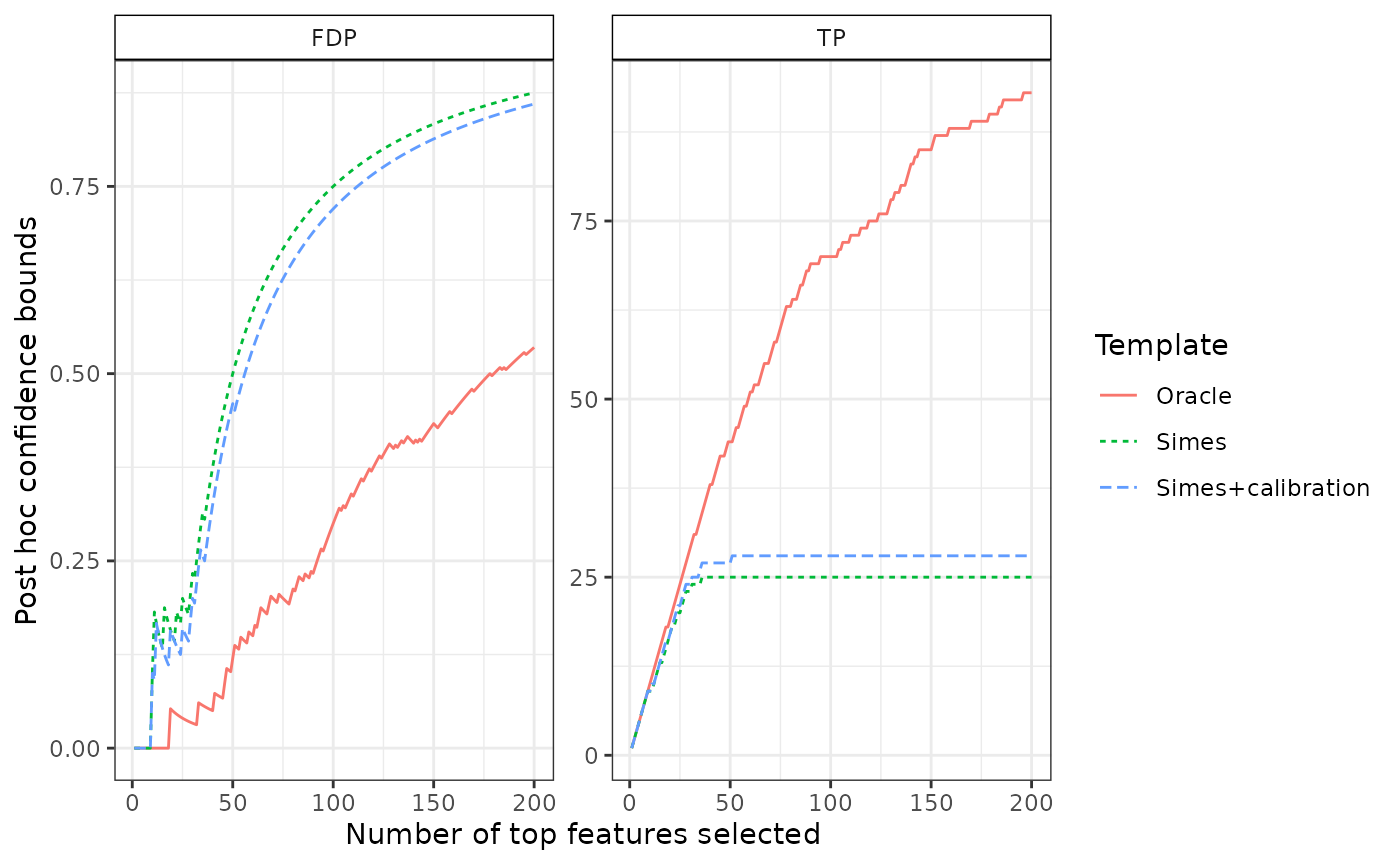 FDP
TP
Post hoc confidence bounds
0.75
0.50
0.25
0.00
75
50
25
0
0 50 100 150 200
0 50 100 150 200
Number of top features selected
Template
Oracle
Simes
Simes+calibration